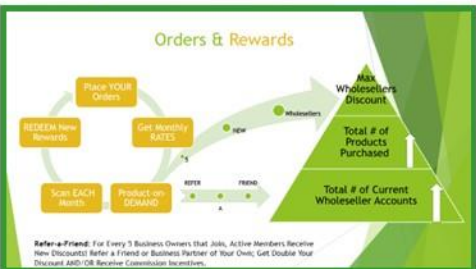 Orders & Rewards
Place YOUR
Orders
REDEEM New
Rewards
Get Monthly
RATES
Scan EACH
Month
Product-on
DEMAND
5
NEW
Wholesellers
REFER
FRIEND
A
Max
Wholesellers
Discount
Total # of
Products
Purchased
Total # of Current
Wholeseller Accounts
Refer-a-Friend: For Every 5 Business Owners that Join, Active Members Receive
New Discounts! Refer a Friend or Business Partner of Your Own; Get Double Your
Discount AND/OR Receive Commission Incentives.